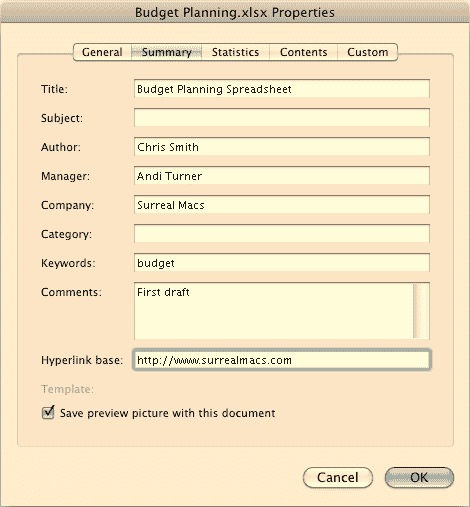 Budget Planning.xlsx Properties
General Summary Statistics Contents Custom
Title: Budget Planning Spreadsheet
Subject:
Author: Chris Smith
Manager: Andi Turner
Company: Surreal Macs
Category:
Keywords: budget
Comments: First draft
Hyperlink base: http://www.surrealmacs.com
Template:
Save preview picture with this document
Cancel OK